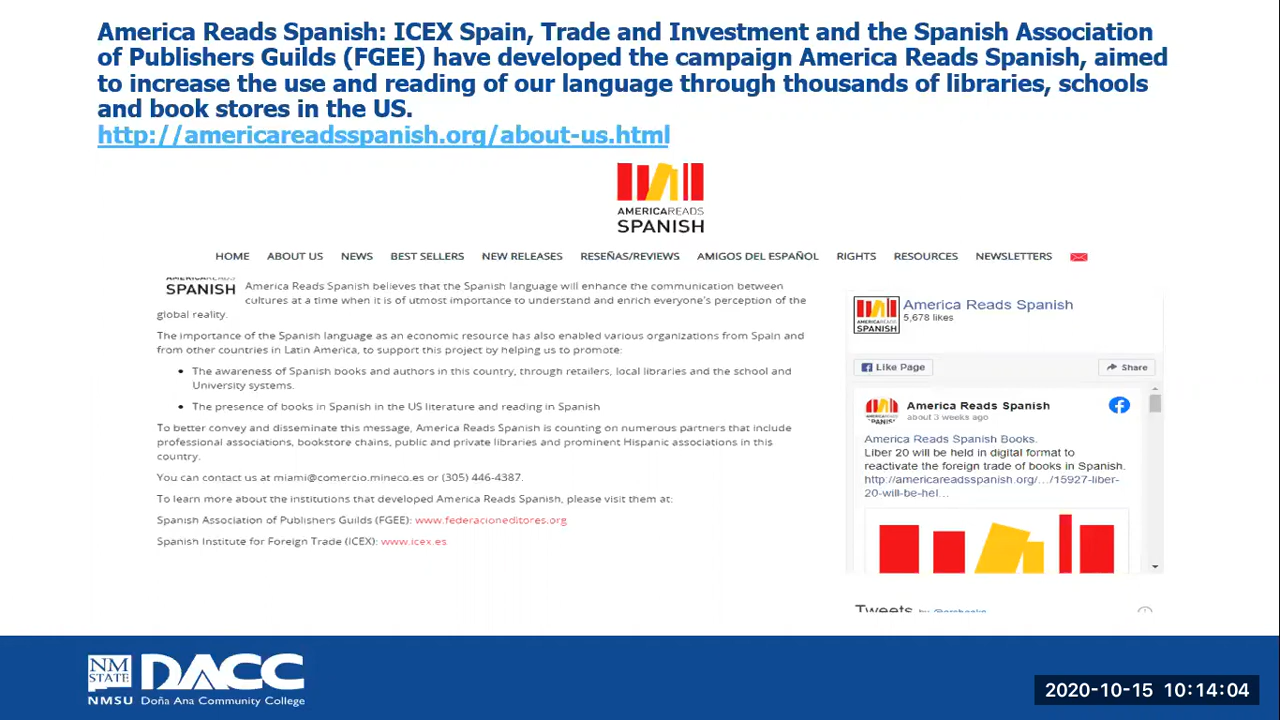 America Reads Spanish: ICEX Spain, Trade and Investment and the Spanish Association
of Publishers Guilds (FGEE) have developed the campaign America Reads Spanish, aimed
to increase the use and reading of our language through thousands of libraries, schools
and book stores in the US.
http://americareadsspanish.org/about-us.html
AMERICAREADS
SPANISH
HOME ABOUT US NEWS BEST SELLERS NEW RELEASES RESEÑAS/REVIEWS AMIGOS DEL ESPAÑOL RIGHTS RESOURCES NEWSLETTERS
AMERICAREADS
SPANISH
America Reads Spanish believes that the Spanish language will enhance the communication between
cultures at a time when it is of utmost importance to understand and enrich everyone's perception of the
global reality.
The importance of the Spanish language as an economic resource has also enabled various organizations from Spain and
from other countries in Latin America, to support this project by helping us to promote:
• The awareness of Spanish books and authors in this country, through retailers, local libraries and the school and
University systems.
• The presence of books in Spanish in the US literature and reading in Spanish
To better convey and disseminate this message, America Reads Spanish is counting on numerous partners that include
professional associations, bookstore chains, public and private libraries and prominent Hispanic associations in this
country.
You can contact us at miami@comercio.mineco.es or (305) 446-4387.
To learn more about the institutions that developed America Reads Spanish, please visit them at:
Spanish Association of Publishers Guilds (FGEE): www.federacioneditores.org
Spanish Institute for Foreign Trade (ICEX): www.icex.es
AMERICAREADS
SPANISH
America Reads Spanish
5,678 likes
Like Page
Share
AMERICAREADS
SPANISH
America Reads Spanish
about 3 weeks ago
America Reads Spanish Books.
Liber 20 will be held in digital format to
reactivate the foreign trade of books in Spanish.
http://americareadsspanish.org/.../15927-liber-
20-will-be-hel...
Tweets by
NM
STATE
NMSU
DACC
Doña Ana Community College
2020-10-15 10:14:04